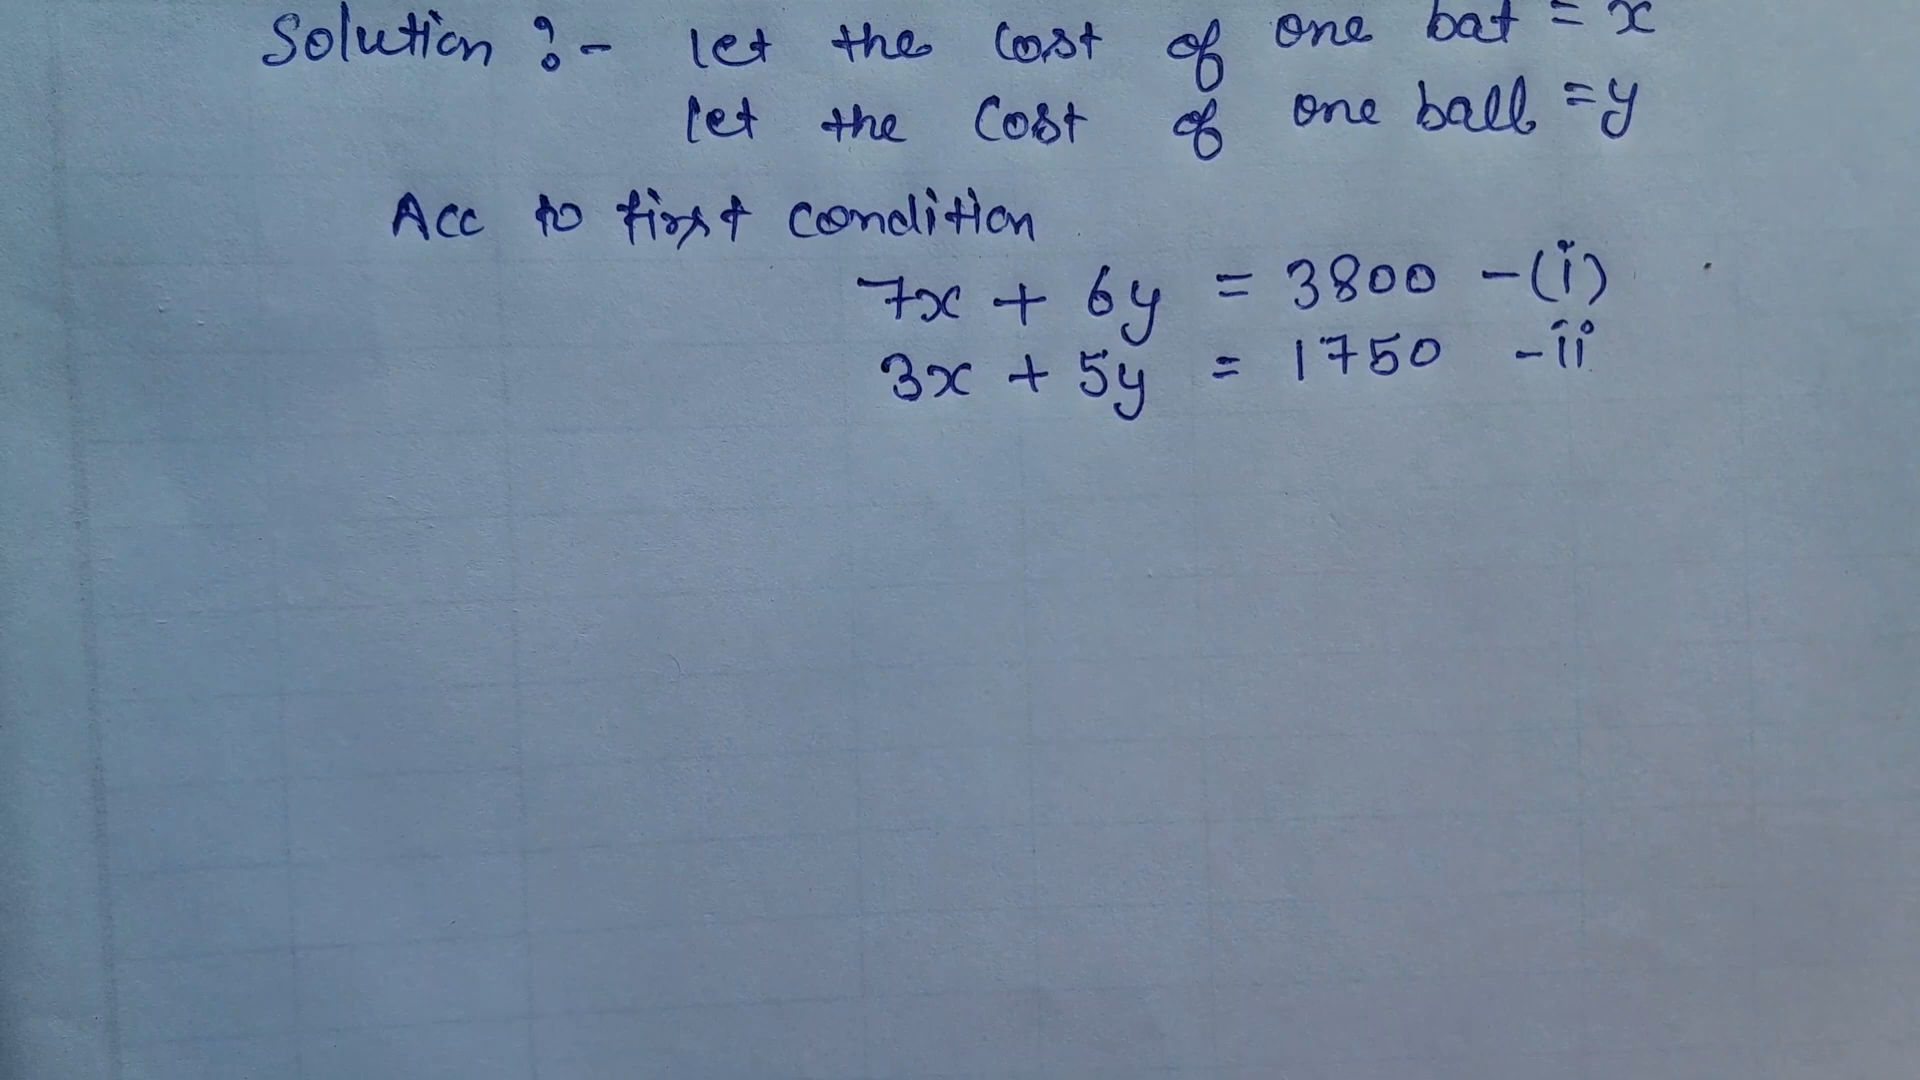 Solution :- let the cost of one bat = x
let the cost of one ball = y
Acc to first condition
7x + 6y = 3800 - (i)
3x + 5y = 1750 - ii